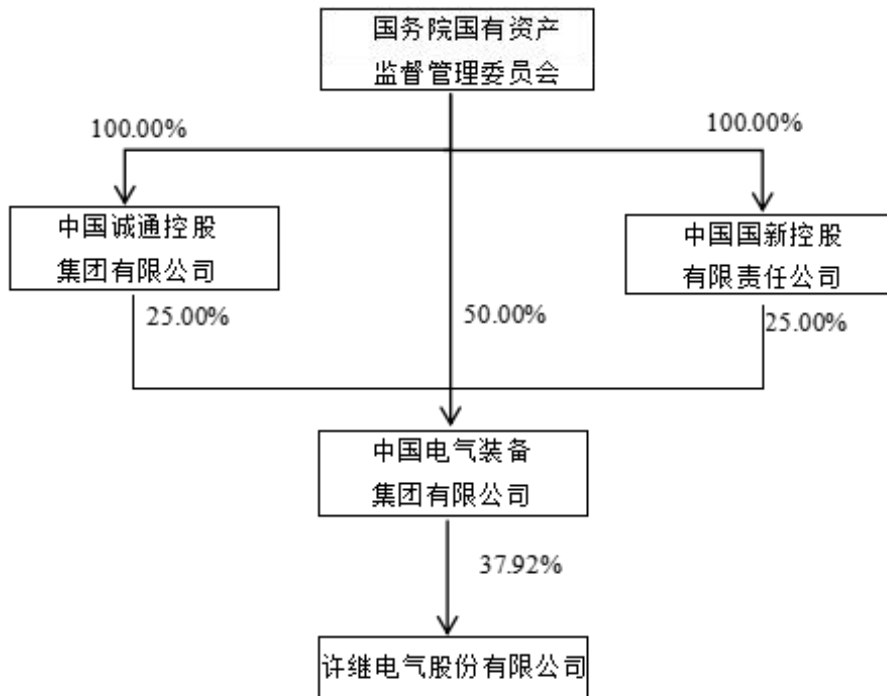 国务院国有资产
监督管理委员会
100.00%
100.00%
中国诚通控股
集团有限公司
中国国新控股
有限责任公司
25.00%
50.00%
25.00%
中国电气装备
集团有限公司
37.92%
许继电气股份有限公司